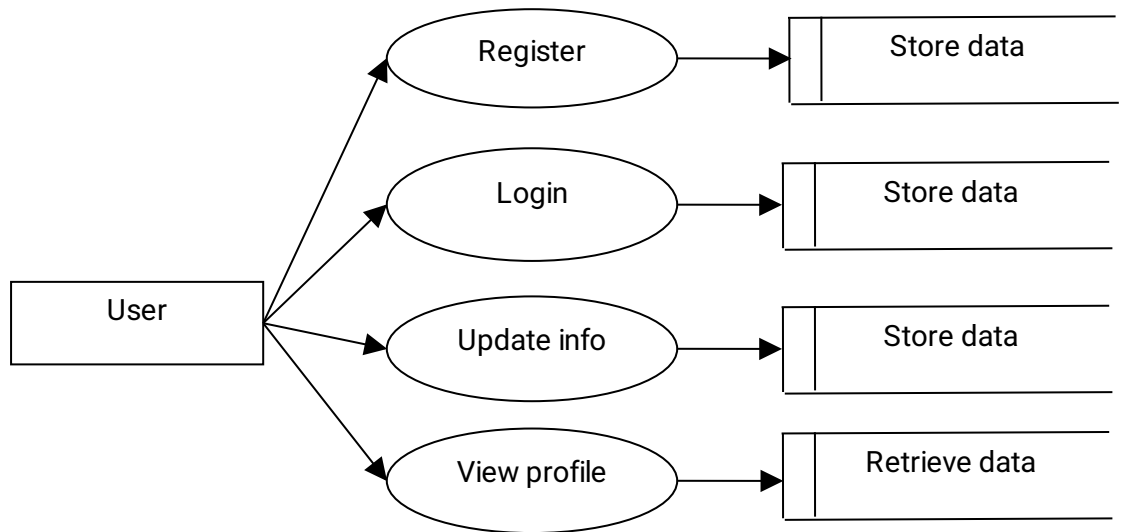 Register
Store data
Login
Store data
User
Update info
Store data
View profile
Retrieve data